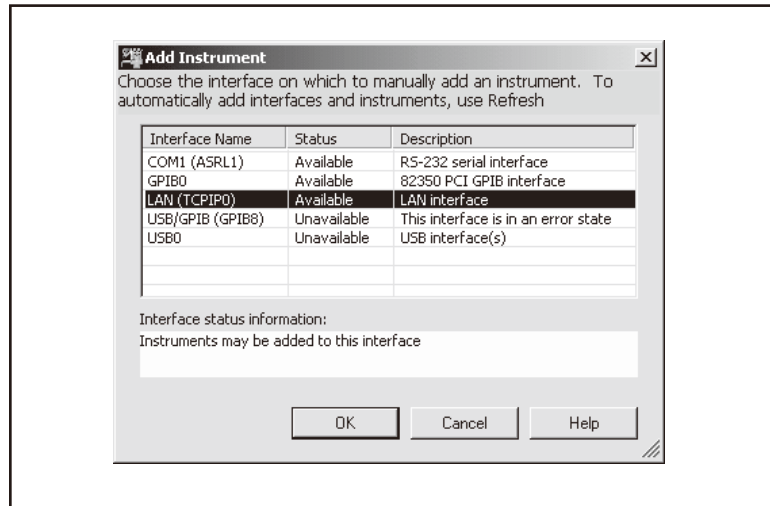 Add Instrument
Choose the interface on which to manually add an instrument. To
automatically add interfaces and instruments, use Refresh
Interface Name Status Description
COM1 (ASRL1) Available RS-232 serial interface
GPIB0 Available 82350 PCI GPIB interface
LAN (TCPIP0) Available LAN interface
USB/GPIB (GPIB8) Unavailable This interface is in an error state
USB0 Unavailable USB interface(s)
Interface status information:
Instruments may be added to this interface
OK Cancel Help